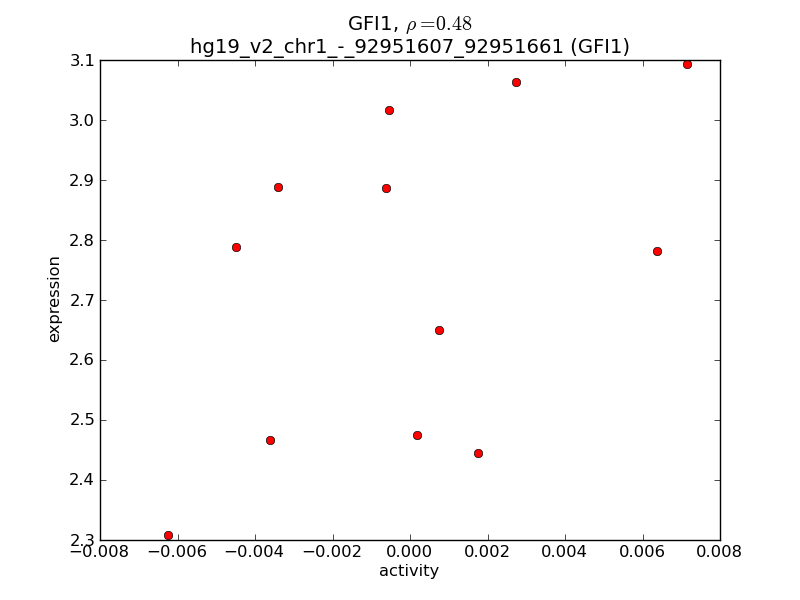 GFI1, ρ=0.48
hg19_v2_chr1_-_92951607_92951661 (GFI1)
3.1
3.0
2.9
2.8
2.7
2.6
2.5
2.4
2.3
expression
−0.008 −0.006 −0.004 −0.002 0.000 0.002 0.004 0.006 0.008
activity